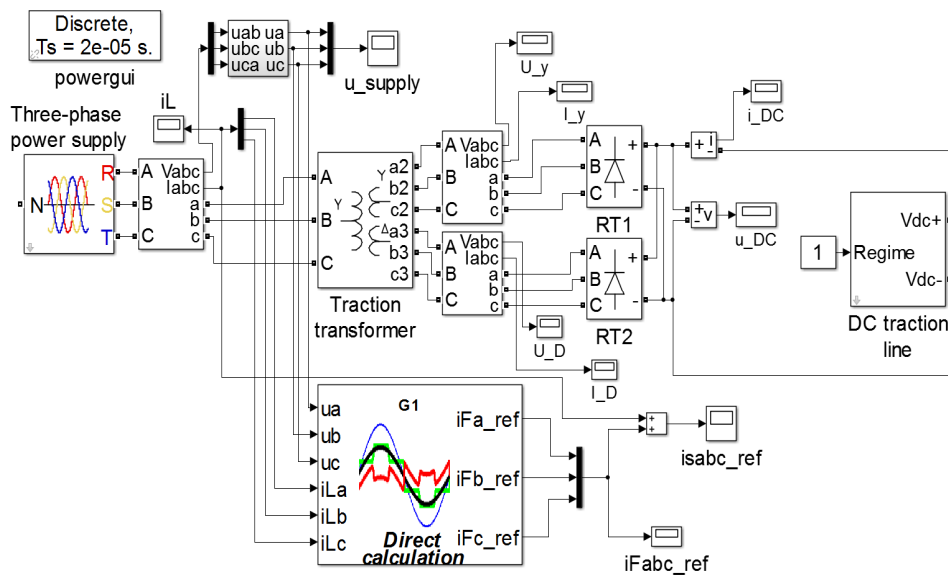 Discrete,
Ts = 2e-05 s.
powergui
uab ua
ubc ub
uca uc
u_supply
iL
Three-phase
power supply
N
R
S
T
A
B
C
Vabc
Iabc
a
b
c
A
B
C
Y
Y
Δ
a2
b2
c2
a3
b3
c3
Traction
transformer
A
B
C
Vabc
Iabc
a
b
c
A
B
C
Vabc
Iabc
a
b
c
U_y
I_y
U_D
I_D
A
B
C
+
-
RT1
A
B
C
+
-
RT2
+
-
i
i_DC
+
-
v
u_DC
1
Regime
Vdc+
Vdc-
DC traction
line
G1
ua
ub
uc
iLa
iLb
iLc
iFa_ref
iFb_ref
iFc_ref
Direct
calculation
+
+
isabc_ref
iFabc_ref